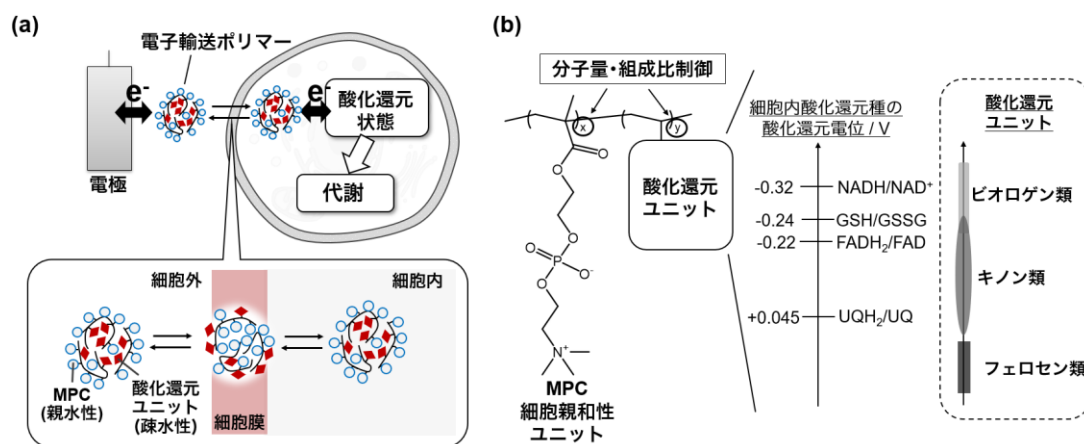 (a)
電子輸送ポリマー
e-
e-
酸化還元
状態
代謝
電極
細胞外
細胞内
MPC
(親水性)
酸化還元
ユニット
(疎水性)
細胞膜
(b)
分子量・組成比制御
x
y
O
O
O
O
P
O
O-
O
N+
酸化還元
ユニット
MPC
細胞親和性
ユニット
細胞内酸化還元種の
酸化還元電位 / V
-0.32 NADH/NAD+
-0.24 GSH/GSSG
-0.22 FADH2/FAD
+0.045 UQH2/UQ
酸化還元
ユニット
ビオロゲン類
キノン類
フェロセン類